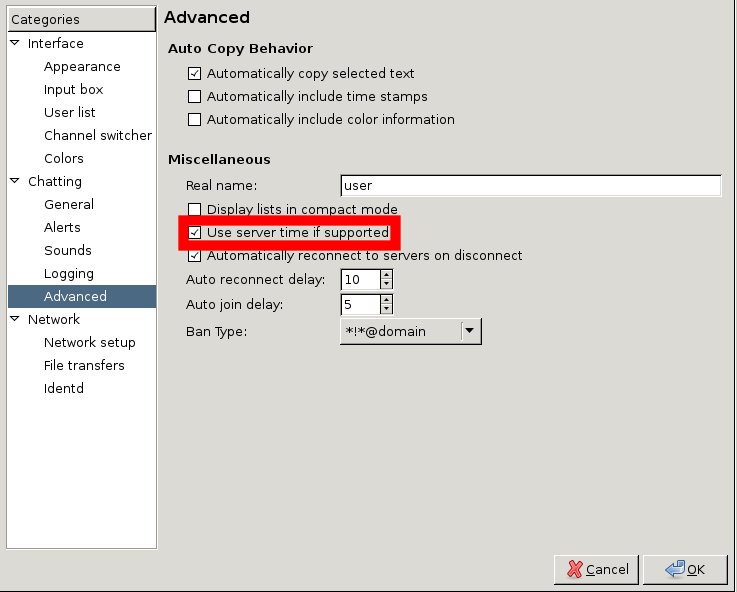 Categories
Interface
Appearance
Input box
User list
Channel switcher
Colors
Chatting
General
Alerts
Sounds
Logging
Advanced
Network
Network setup
File transfers
Identd
Advanced
Auto Copy Behavior
Automatically copy selected text
Automatically include time stamps
Automatically include color information
Miscellaneous
Real name: user
Display lists in compact mode
Use server time if supported
Automatically reconnect to servers on disconnect
Auto reconnect delay: 10
Auto join delay: 5
Ban Type: *!*@domain
Cancel OK